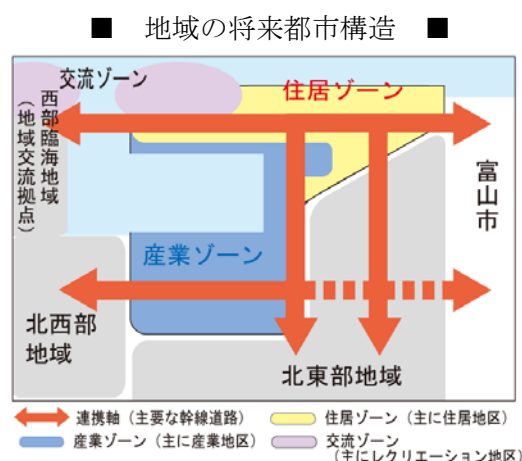 ■ 地域の将来都市構造 ■
交流ゾーン
住居ゾーン
西部臨海地域
（地域交流拠点）
富山市
産業ゾーン
北西部
地域
北東部地域
連携軸（主要な幹線道路）
住居ゾーン（主に住居地区）
産業ゾーン（主に産業地区）
交流ゾーン
（主にレクリエーション地区）